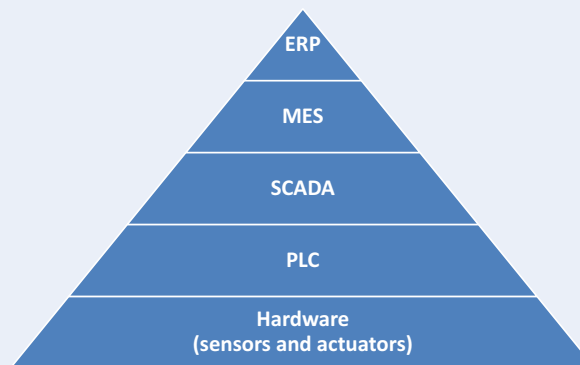 ERP
MES
SCADA
PLC
Hardware
(sensors and actuators)